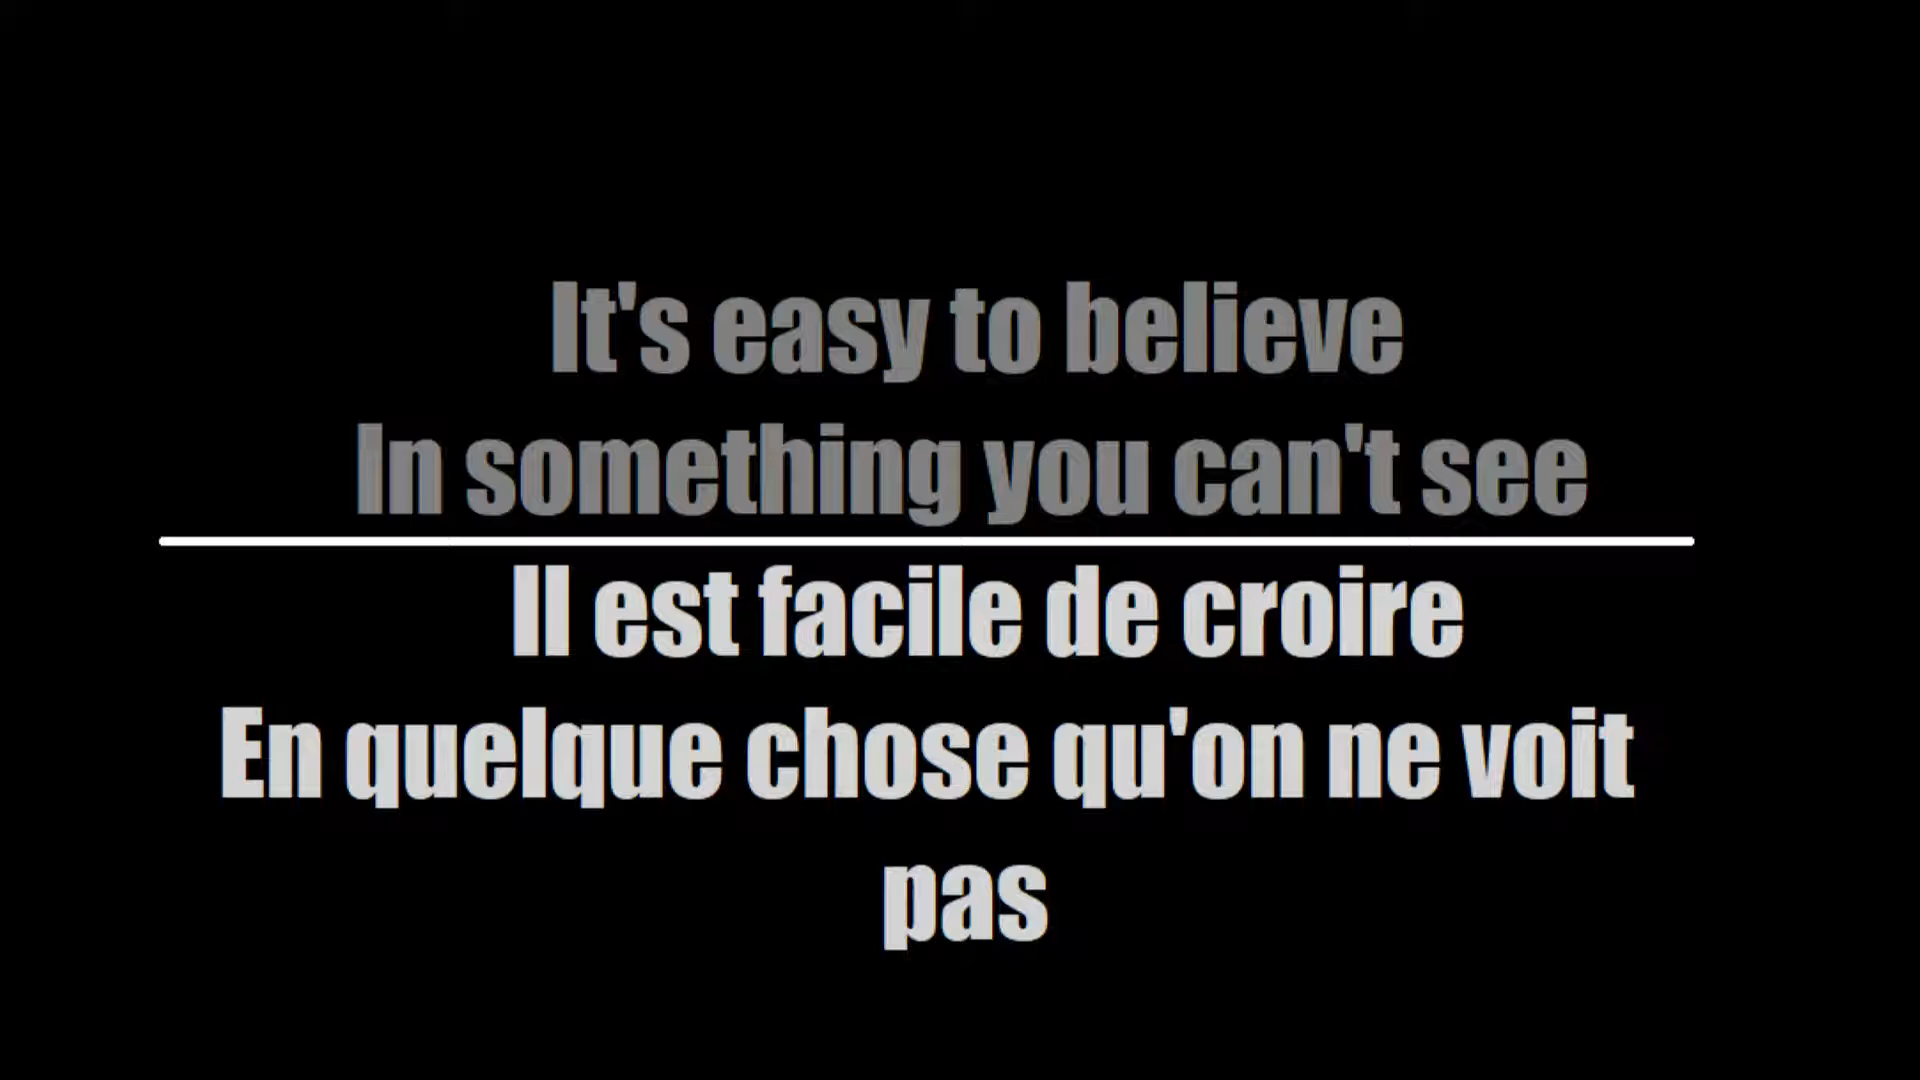 It's easy to believe
In something you can't see
Il est facile de croire
En quelque chose qu'on ne voit
pas